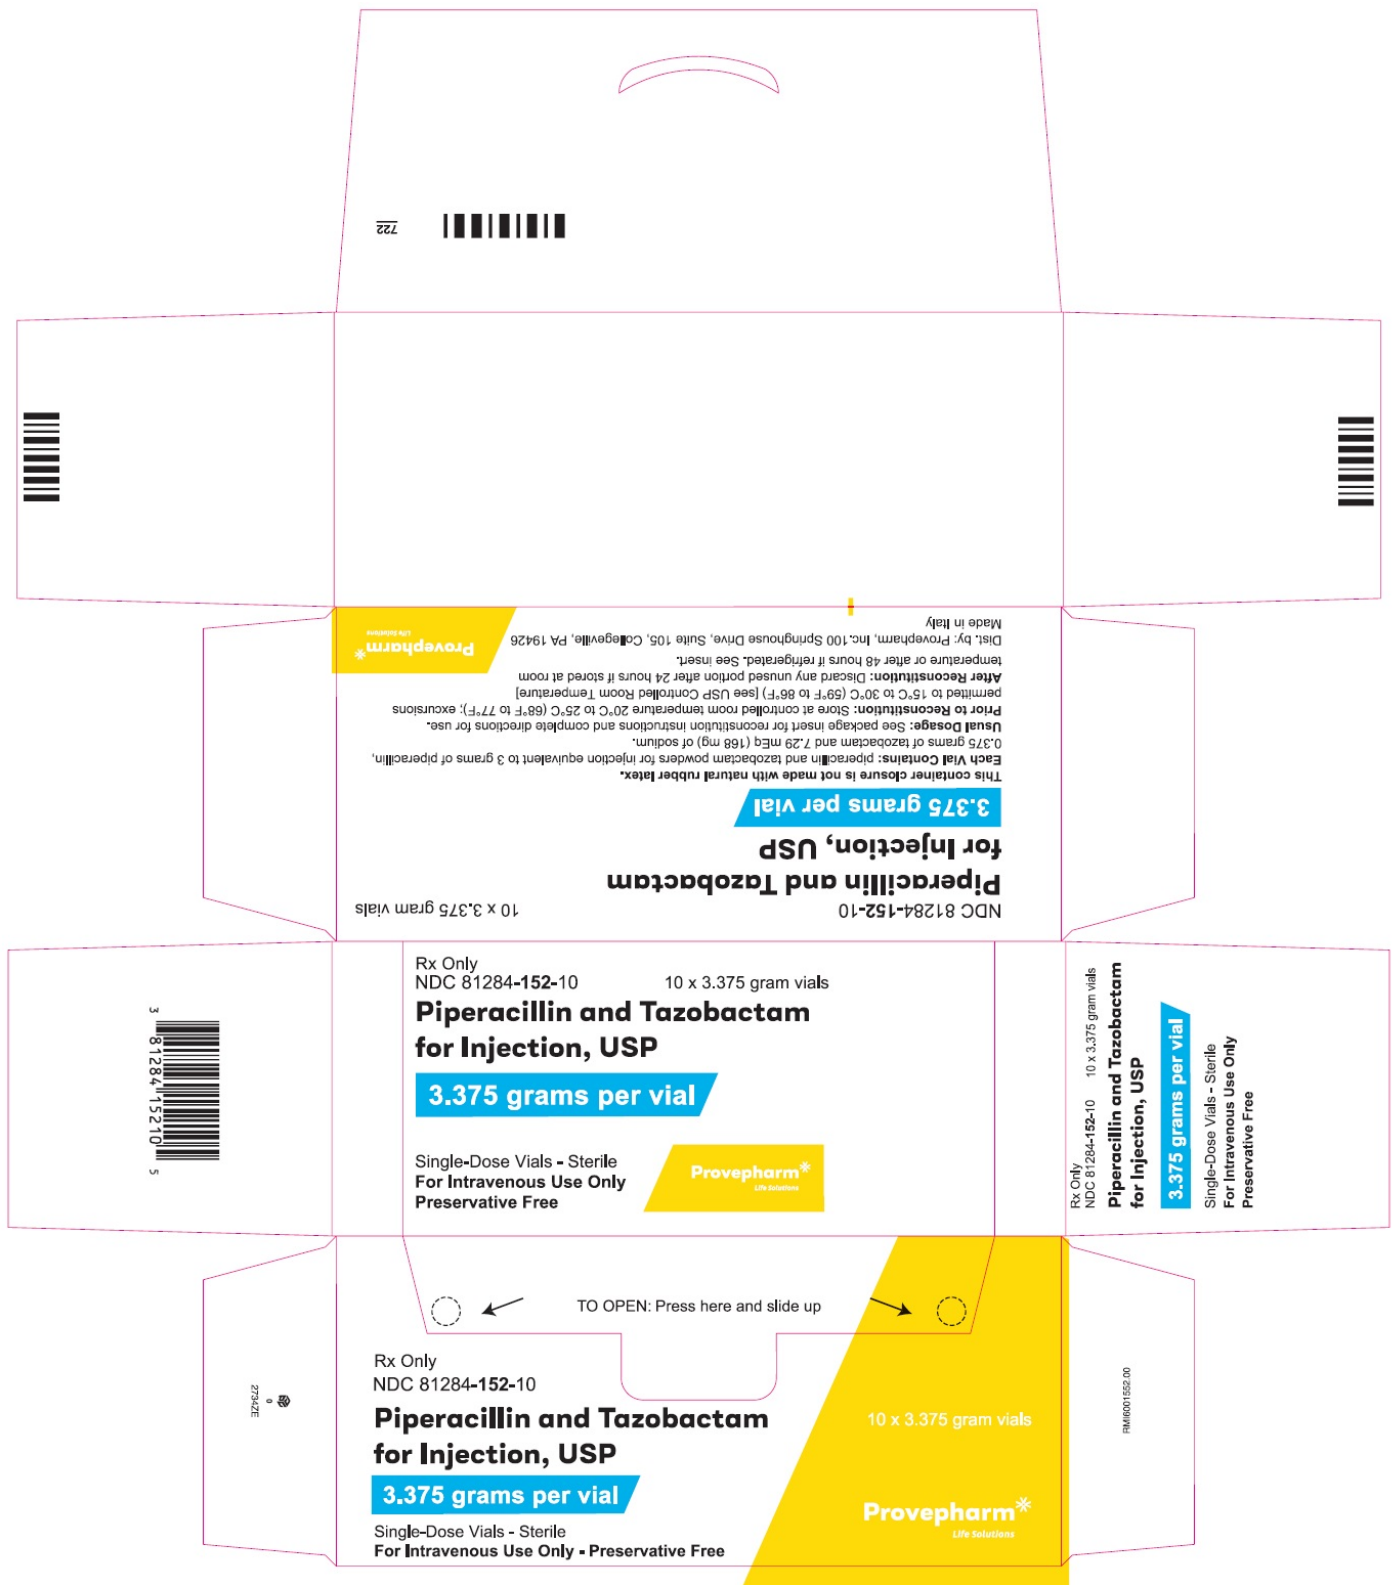 722
Provepharm
Life Solutions
NDC 81284-152-10 10 x 3.375 gram vials
Piperacillin and Tazobactam
for Injection, USP
3.375 grams per vial
This container closure is not made with natural rubber latex.
Each Vial Contains: piperacillin and tazobactam powders for injection equivalent to 3 grams of piperacillin,
0.375 grams of tazobactam and 7.29 mEq (168 mg) of sodium.
Usual Dosage: See package insert for reconstitution instructions and complete directions for use.
Prior to Reconstitution: Store at controlled room temperature 20°C to 25°C (68°F to 77°F); excursions
permitted to 15°C to 30°C (59°F to 86°F) [see USP Controlled Room Temperature]
After Reconstitution: Discard any unused portion after 24 hours if stored at room
temperature or after 48 hours if refrigerated. See insert.
Dist. by: Provepharm, Inc. 100 Springhouse Drive, Suite 105, Collegeville, PA 19426
Made in Italy
3 81284 15210 5
Rx Only
NDC 81284-152-10 10 x 3.375 gram vials
Piperacillin and Tazobactam
for Injection, USP
3.375 grams per vial
Single-Dose Vials - Sterile
For Intravenous Use Only
Preservative Free
Provepharm
Life Solutions
Rx Only
NDC 81284-152-10 10 x 3.375 gram vials
Piperacillin and Tazobactam
for Injection, USP
3.375 grams per vial
Single-Dose Vials - Sterile
For Intravenous Use Only
Preservative Free
TO OPEN: Press here and slide up
Rx Only
NDC 81284-152-10
Piperacillin and Tazobactam
for Injection, USP
3.375 grams per vial
Single-Dose Vials - Sterile
For Intravenous Use Only - Preservative Free
10 x 3.375 gram vials
Provepharm
Life Solutions
0
2734ZE
RMI6001552.00